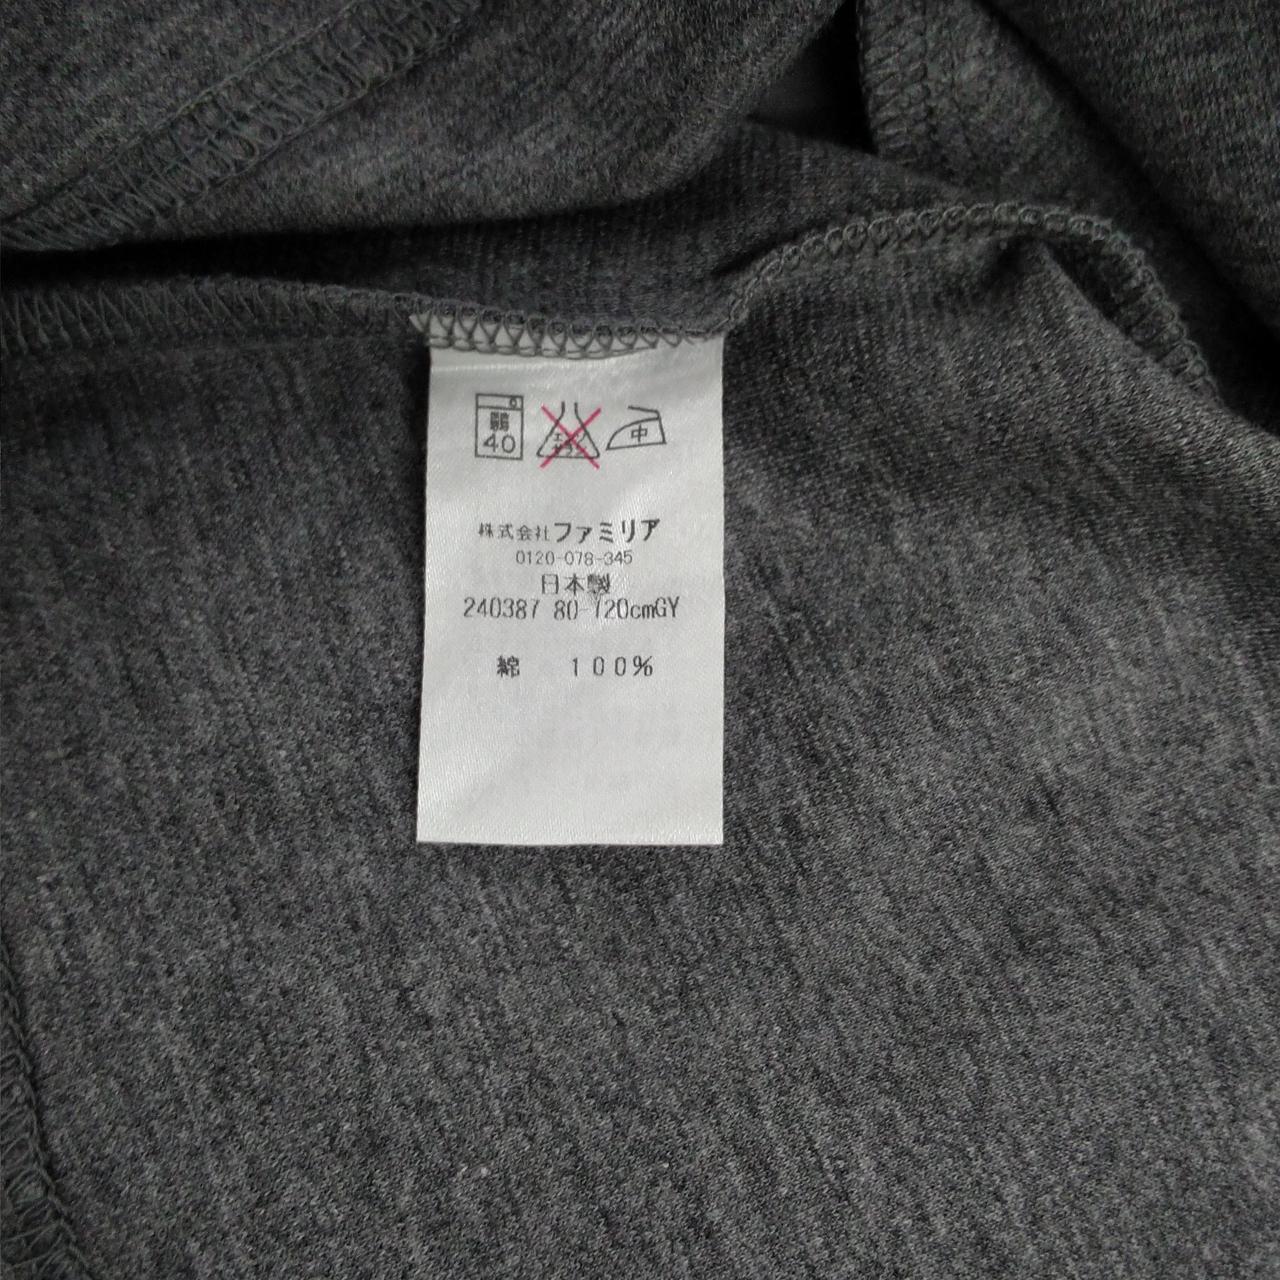 40
中
株式会社ファミリア
0120-078-345
日本製
240387 80-120cmGY
綿 100%